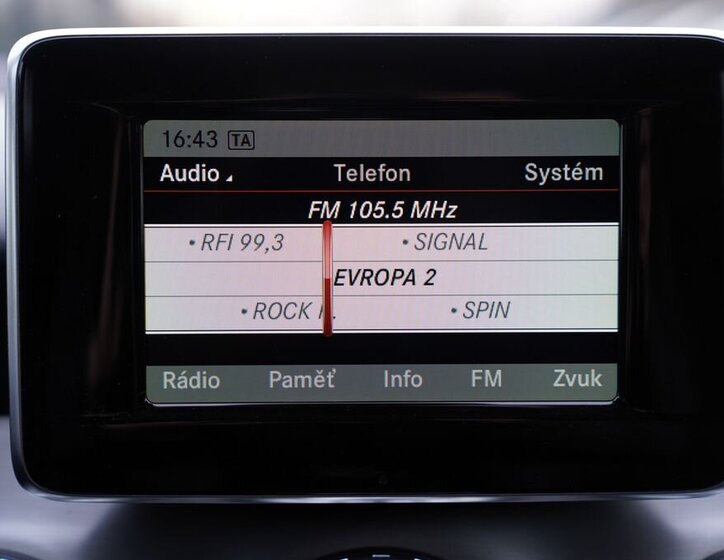 16:43 TA
Audio Telefon Systém
FM 105.5 MHz
• RFI 99,3 • SIGNAL
EVROPA 2
• ROCK • SPIN
Rádio Paměť Info FM Zvuk